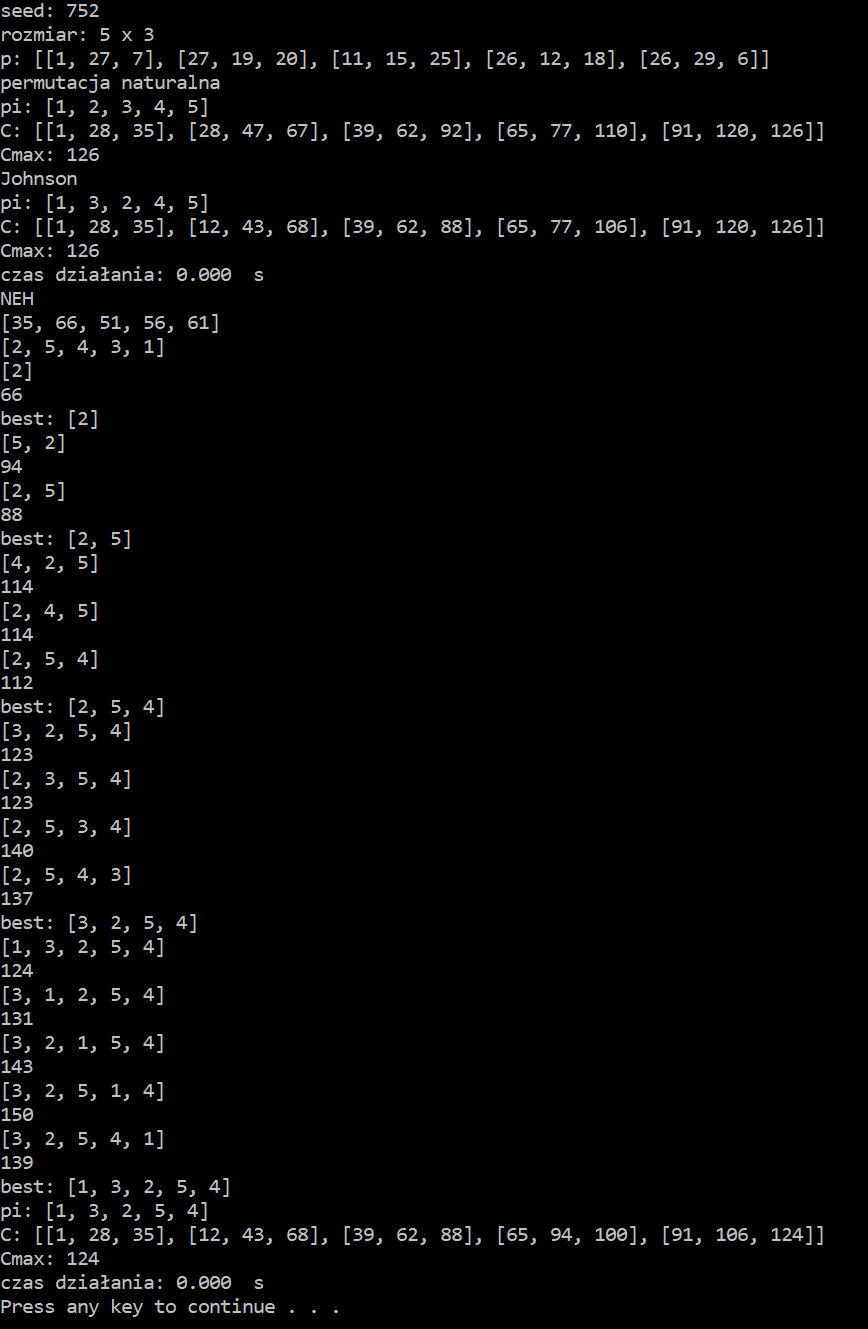 seed: 752
rozmiar: 5 x 3
p: [[1, 27, 7], [27, 19, 20], [11, 15, 25], [26, 12, 18], [26, 29, 6]]
permutacja naturalna
pi: [1, 2, 3, 4, 5]
C: [[1, 28, 35], [28, 47, 67], [39, 62, 92], [65, 77, 110], [91, 120, 126]]
Cmax: 126
Johnson
pi: [1, 3, 2, 4, 5]
C: [[1, 28, 35], [12, 43, 68], [39, 62, 88], [65, 77, 106], [91, 120, 126]]
Cmax: 126
czas działania: 0.000  s
NEH
[35, 66, 51, 56, 61]
[2, 5, 4, 3, 1]
[2]
66
best: [2]
[5, 2]
94
[2, 5]
88
best: [2, 5]
[4, 2, 5]
114
[2, 4, 5]
114
[2, 5, 4]
112
best: [2, 5, 4]
[3, 2, 5, 4]
123
[2, 3, 5, 4]
123
[2, 5, 3, 4]
140
[2, 5, 4, 3]
137
best: [3, 2, 5, 4]
[1, 3, 2, 5, 4]
124
[3, 1, 2, 5, 4]
131
[3, 2, 1, 5, 4]
143
[3, 2, 5, 1, 4]
150
[3, 2, 5, 4, 1]
139
best: [1, 3, 2, 5, 4]
pi: [1, 3, 2, 5, 4]
C: [[1, 28, 35], [12, 43, 68], [39, 62, 88], [65, 94, 100], [91, 106, 124]]
Cmax: 124
czas działania: 0.000  s
Press any key to continue . . .